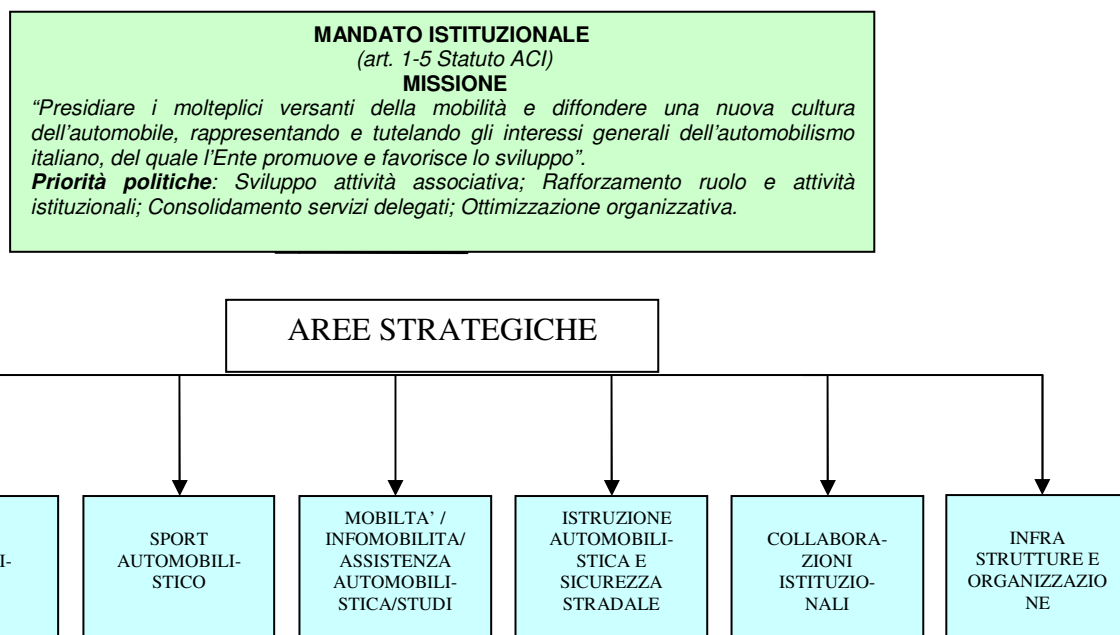 MANDATO ISTITUZIONALE
(art. 1-5 Statuto ACI)
MISSIONE
“Presidiare i molteplici versanti della mobilità e diffondere una nuova cultura
dell’automobile, rappresentando e tutelando gli interessi generali dell’automobilismo
italiano, del quale l’Ente promuove e favorisce lo sviluppo”.
Priorità politiche: Sviluppo attività associativa; Rafforzamento ruolo e attività
istituzionali; Consolidamento servizi delegati; Ottimizzazione organizzativa.
AREE STRATEGICHE
SPORT
AUTOMOBILI-
STICO
MOBILTA’ /
INFOMOBILITA/
ASSISTENZA
AUTOMOBILI-
STICA/STUDI
ISTRUZIONE
AUTOMOBILI-
STICA E
SICUREZZA
STRADALE
COLLABORA-
ZIONI
ISTITUZIO-
NALI
INFRA
STRUTTURE E
ORGANIZZAZIO
NE